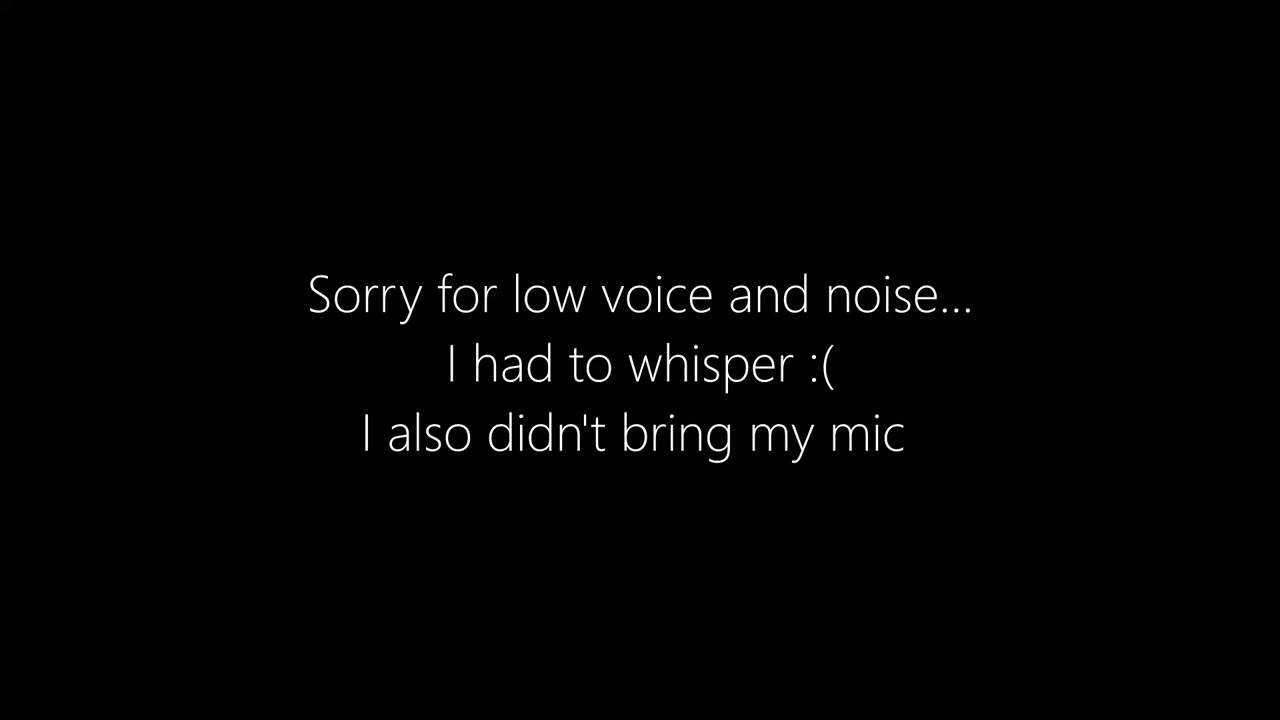 Sorry for low voice and noise...
I had to whisper :(
I also didn't bring my mic